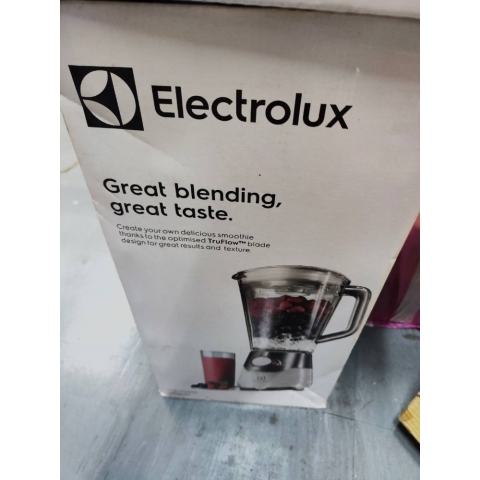 Electrolux
Great blending,
great taste.
Create your own delicious smoothie
thanks to the optimised TruFlow™ blade
design for great results and texture